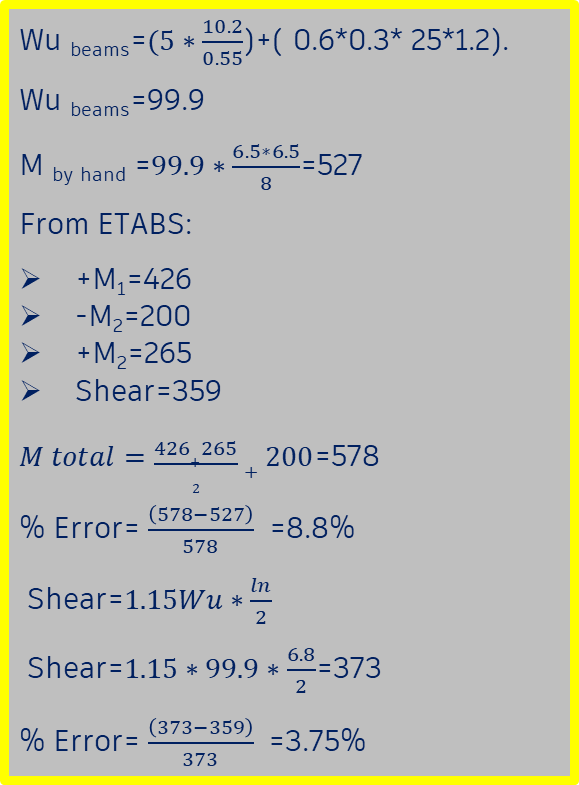 Wu beams=(5 * 10.2/0.55)+( 0.6*0.3* 25*1.2).
Wu beams=99.9
M by hand =99.9 * 6.5*6.5/8=527
From ETABS:
➢ +M1=426
➢ -M2=200
➢ +M2=265
➢ Shear=359
M total = 426+265/2 + 200=578
% Error= (578−527)/578 =8.8%
Shear=1.15Wu * ln/2
Shear=1.15 * 99.9 * 6.8/2=373
% Error= (373−359)/373 =3.75%